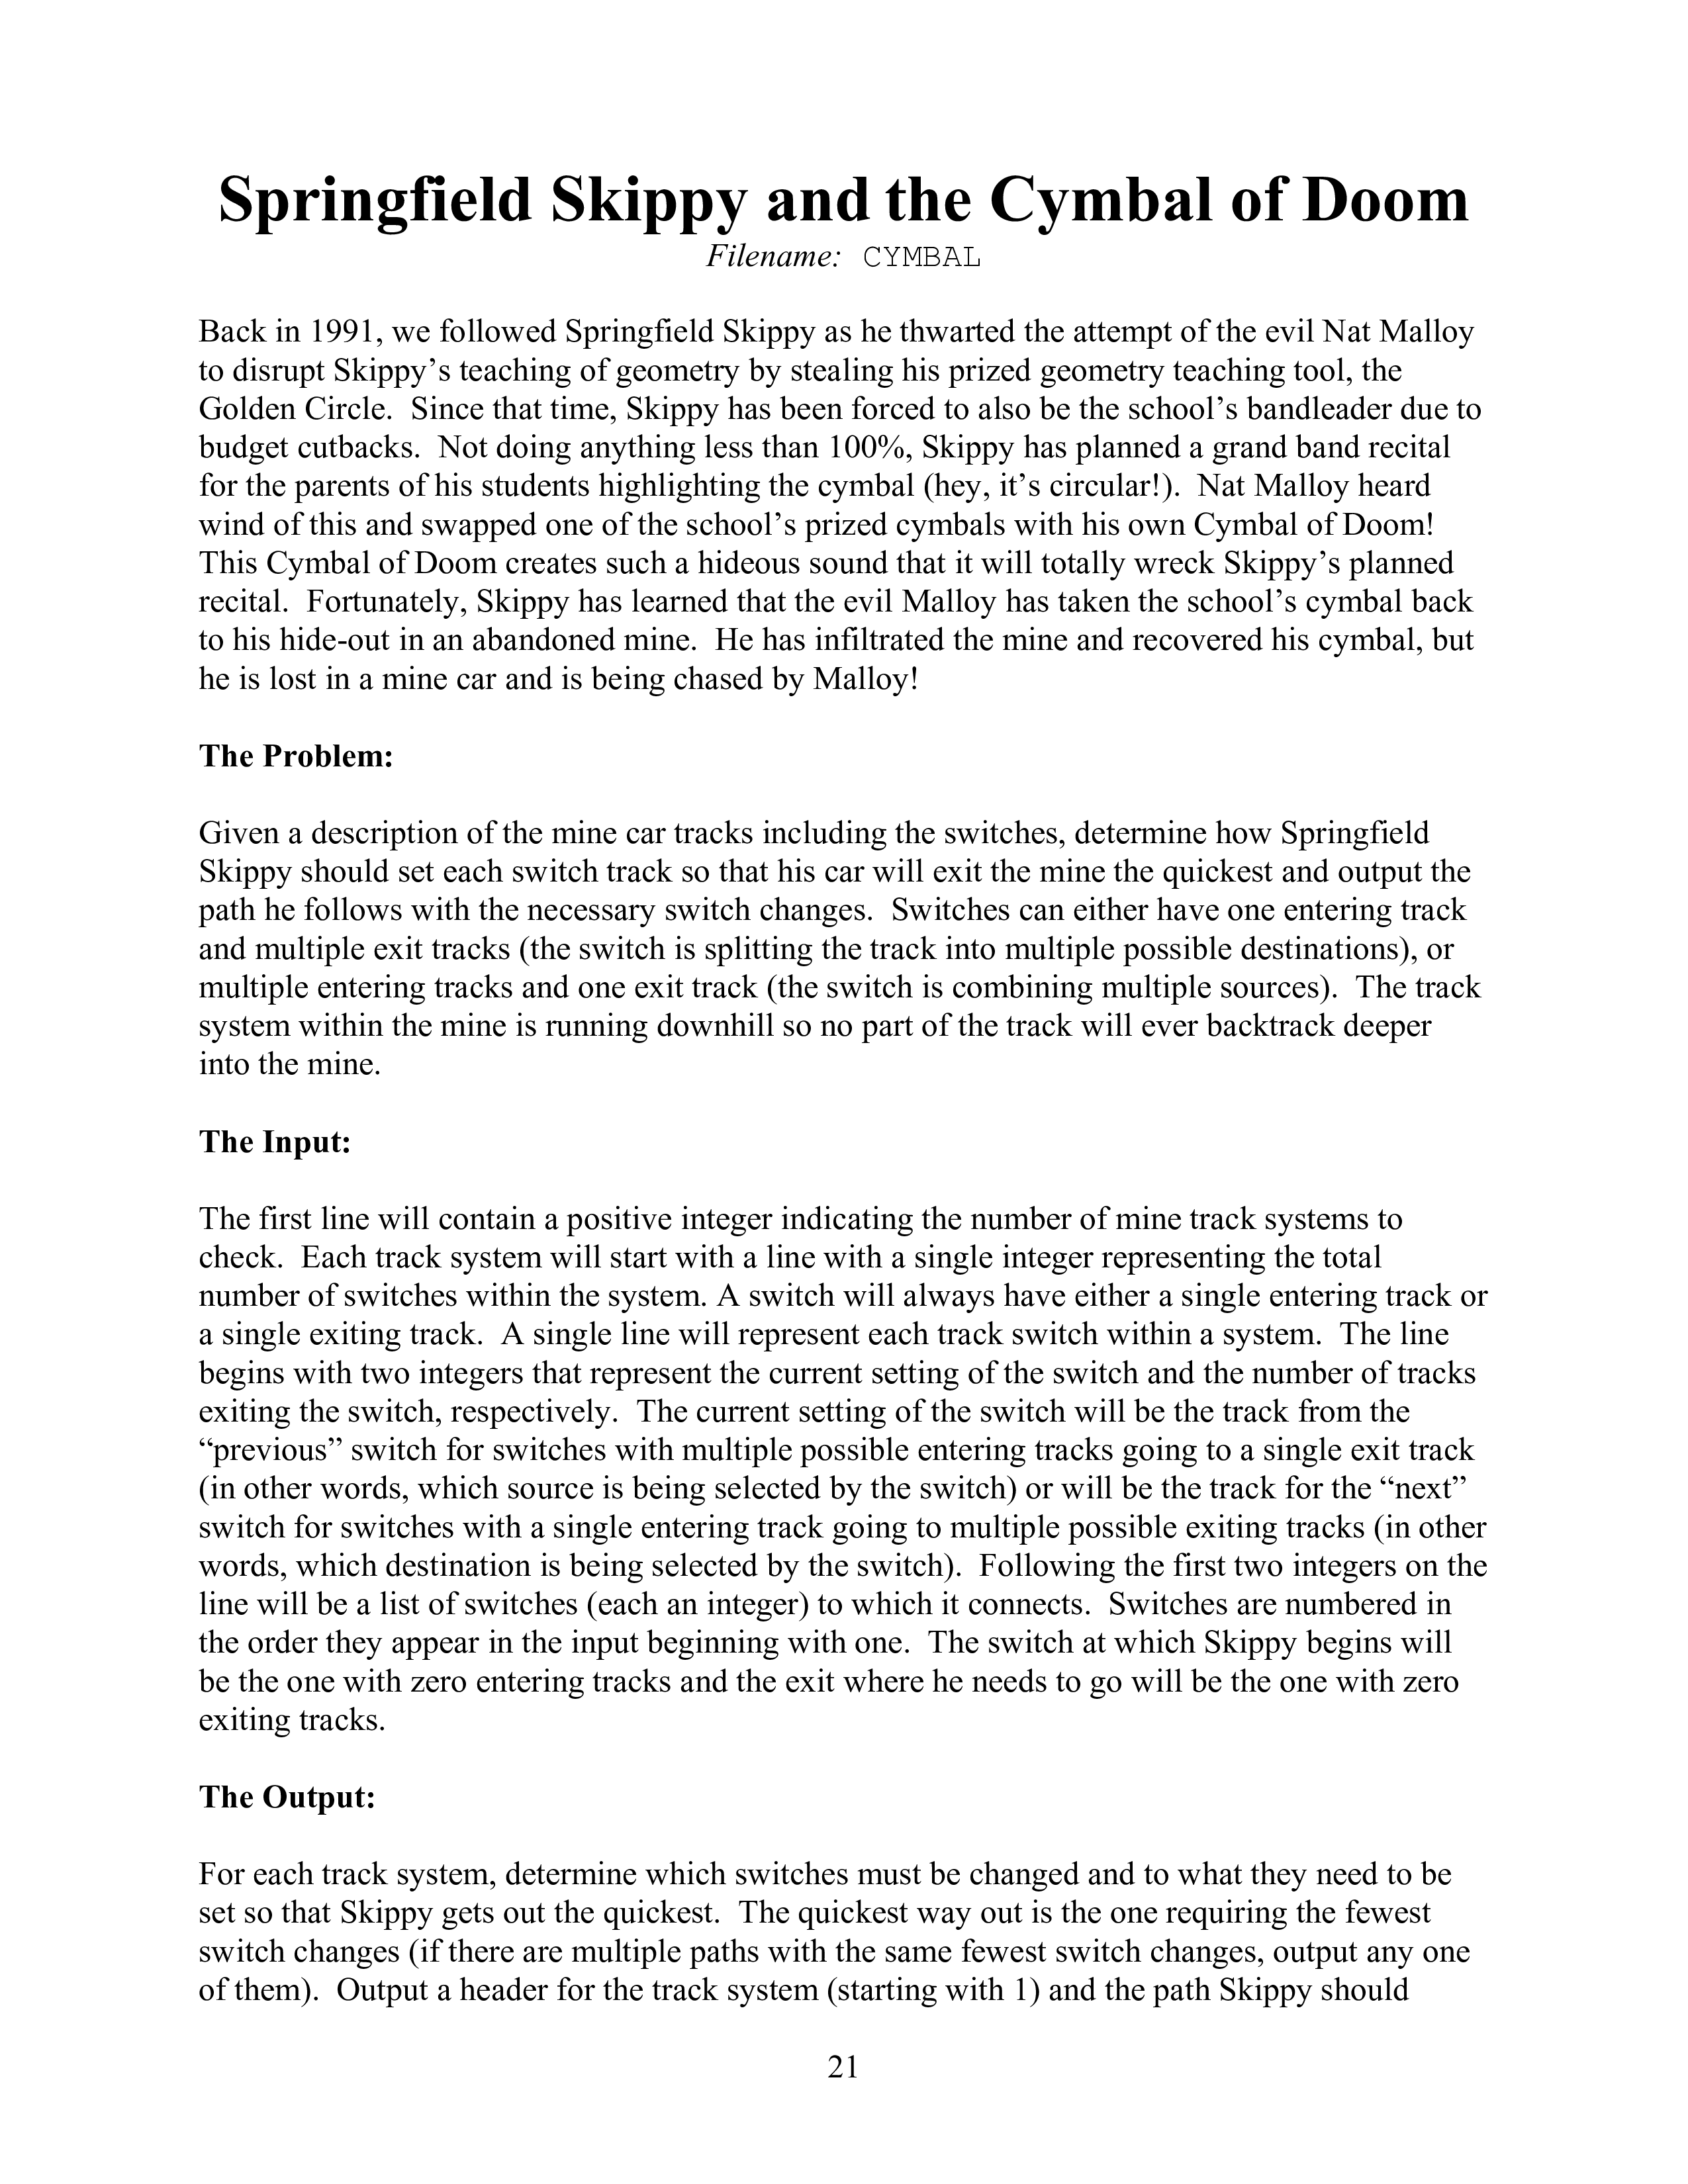 Springfield Skippy and the Cymbal of Doom
Filename: CYMBAL
Back in 1991, we followed Springfield Skippy as he thwarted the attempt of the evil Nat Malloy
to disrupt Skippy’s teaching of geometry by stealing his prized geometry teaching tool, the
Golden Circle. Since that time, Skippy has been forced to also be the school’s bandleader due to
budget cutbacks. Not doing anything less than 100%, Skippy has planned a grand band recital
for the parents of his students highlighting the cymbal (hey, it’s circular!). Nat Malloy heard
wind of this and swapped one of the school’s prized cymbals with his own Cymbal of Doom!
This Cymbal of Doom creates such a hideous sound that it will totally wreck Skippy’s planned
recital. Fortunately, Skippy has learned that the evil Malloy has taken the school’s cymbal back
to his hide-out in an abandoned mine. He has infiltrated the mine and recovered his cymbal, but
he is lost in a mine car and is being chased by Malloy!
The Problem:
Given a description of the mine car tracks including the switches, determine how Springfield
Skippy should set each switch track so that his car will exit the mine the quickest and output the
path he follows with the necessary switch changes. Switches can either have one entering track
and multiple exit tracks (the switch is splitting the track into multiple possible destinations), or
multiple entering tracks and one exit track (the switch is combining multiple sources). The track
system within the mine is running downhill so no part of the track will ever backtrack deeper
into the mine.
The Input:
The first line will contain a positive integer indicating the number of mine track systems to
check. Each track system will start with a line with a single integer representing the total
number of switches within the system. A switch will always have either a single entering track or
a single exiting track. A single line will represent each track switch within a system. The line
begins with two integers that represent the current setting of the switch and the number of tracks
exiting the switch, respectively. The current setting of the switch will be the track from the
“previous” switch for switches with multiple possible entering tracks going to a single exit track
(in other words, which source is being selected by the switch) or will be the track for the “next”
switch for switches with a single entering track going to multiple possible exiting tracks (in other
words, which destination is being selected by the switch). Following the first two integers on the
line will be a list of switches (each an integer) to which it connects. Switches are numbered in
the order they appear in the input beginning with one. The switch at which Skippy begins will
be the one with zero entering tracks and the exit where he needs to go will be the one with zero
exiting tracks.
The Output:
For each track system, determine which switches must be changed and to what they need to be
set so that Skippy gets out the quickest. The quickest way out is the one requiring the fewest
switch changes (if there are multiple paths with the same fewest switch changes, output any one
of them). Output a header for the track system (starting with 1) and the path Skippy should
21